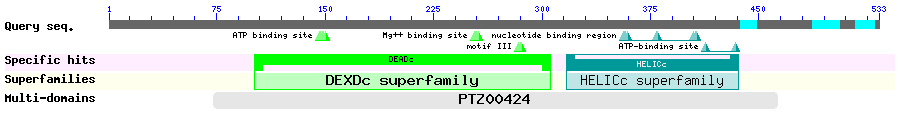 1 75 150 225 300 375 450 533
Query seq.
ATP binding site Mg++ binding site nucleotide binding region
motif III ATP-binding site
Specific hits DEADc HELICc
Superfamilies DEXDc superfamily HELICc superfamily
Multi-domains PTZ00424